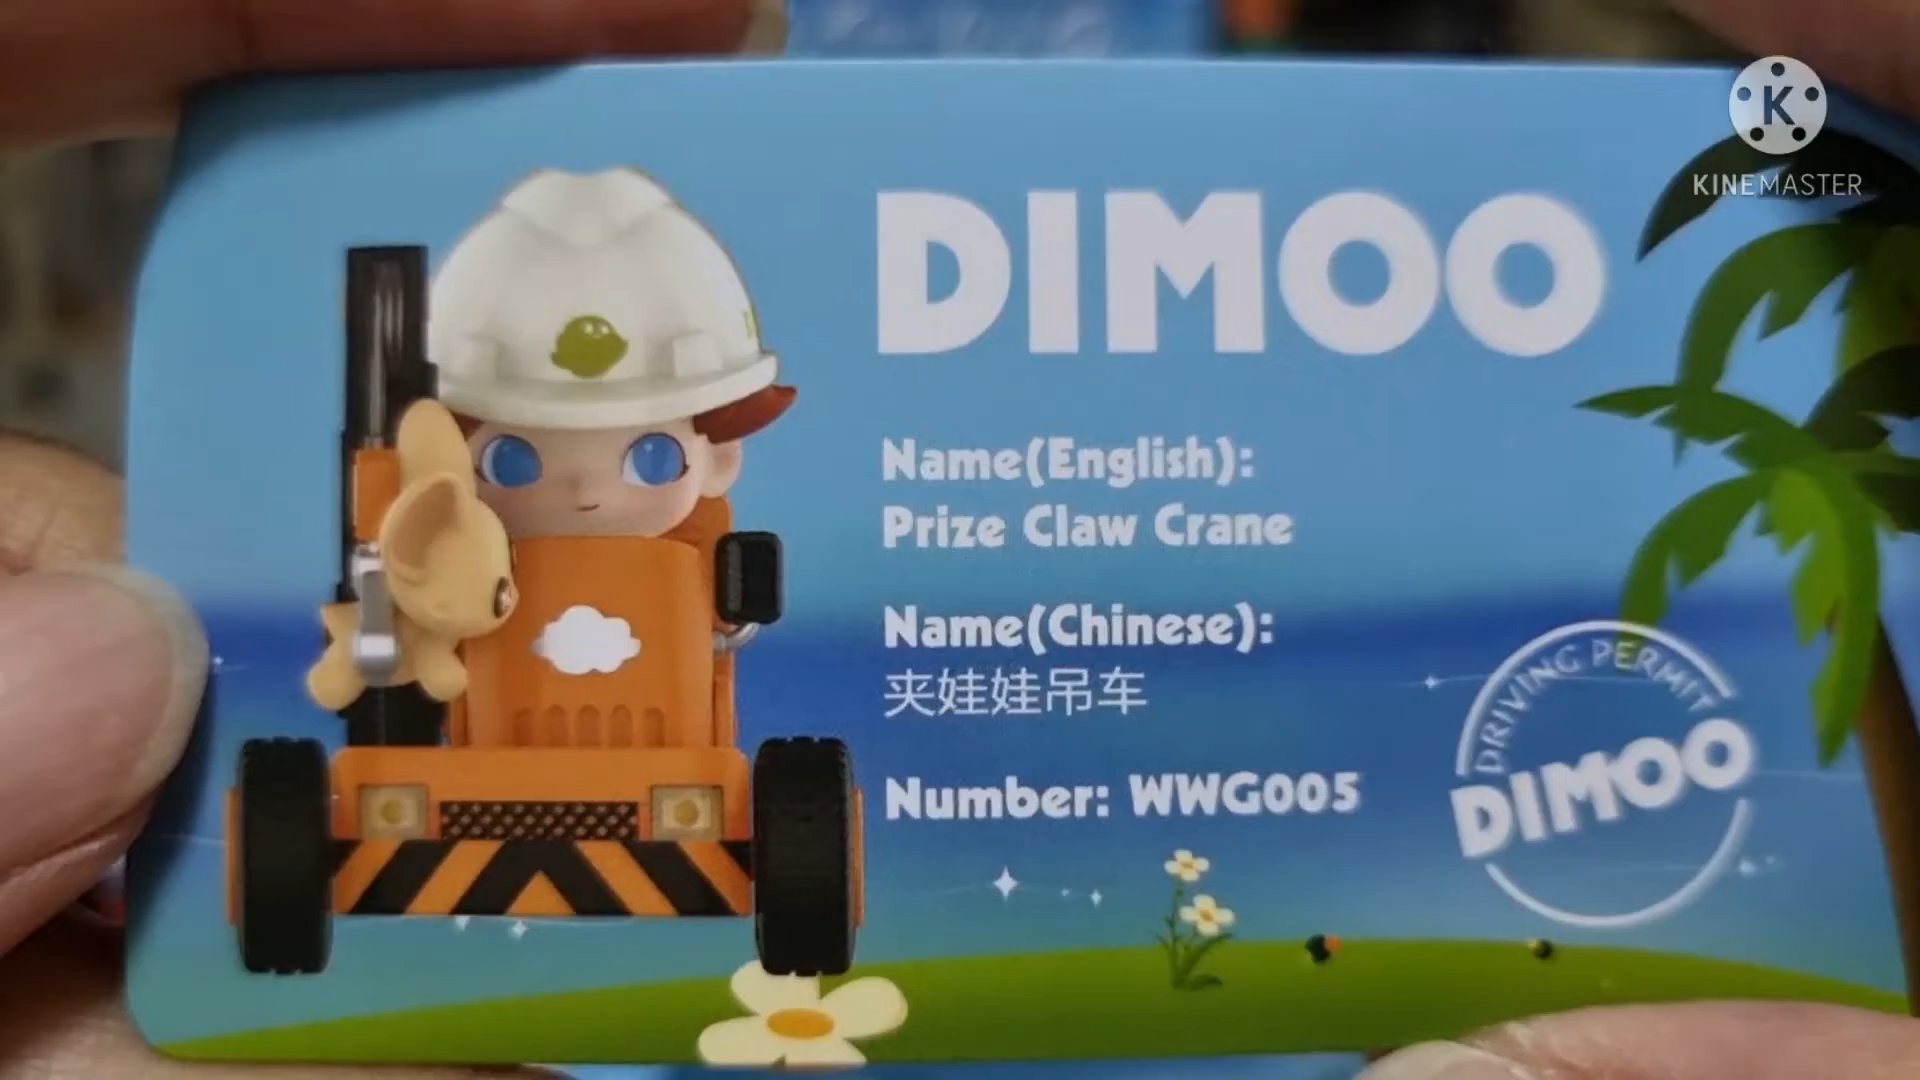 K
KINEMASTER
DIMOO
Name(English):
Prize Claw Crane
Name(Chinese):
夹娃娃吊车
Number: WWG005
DRIVING PERMIT
DIMOO